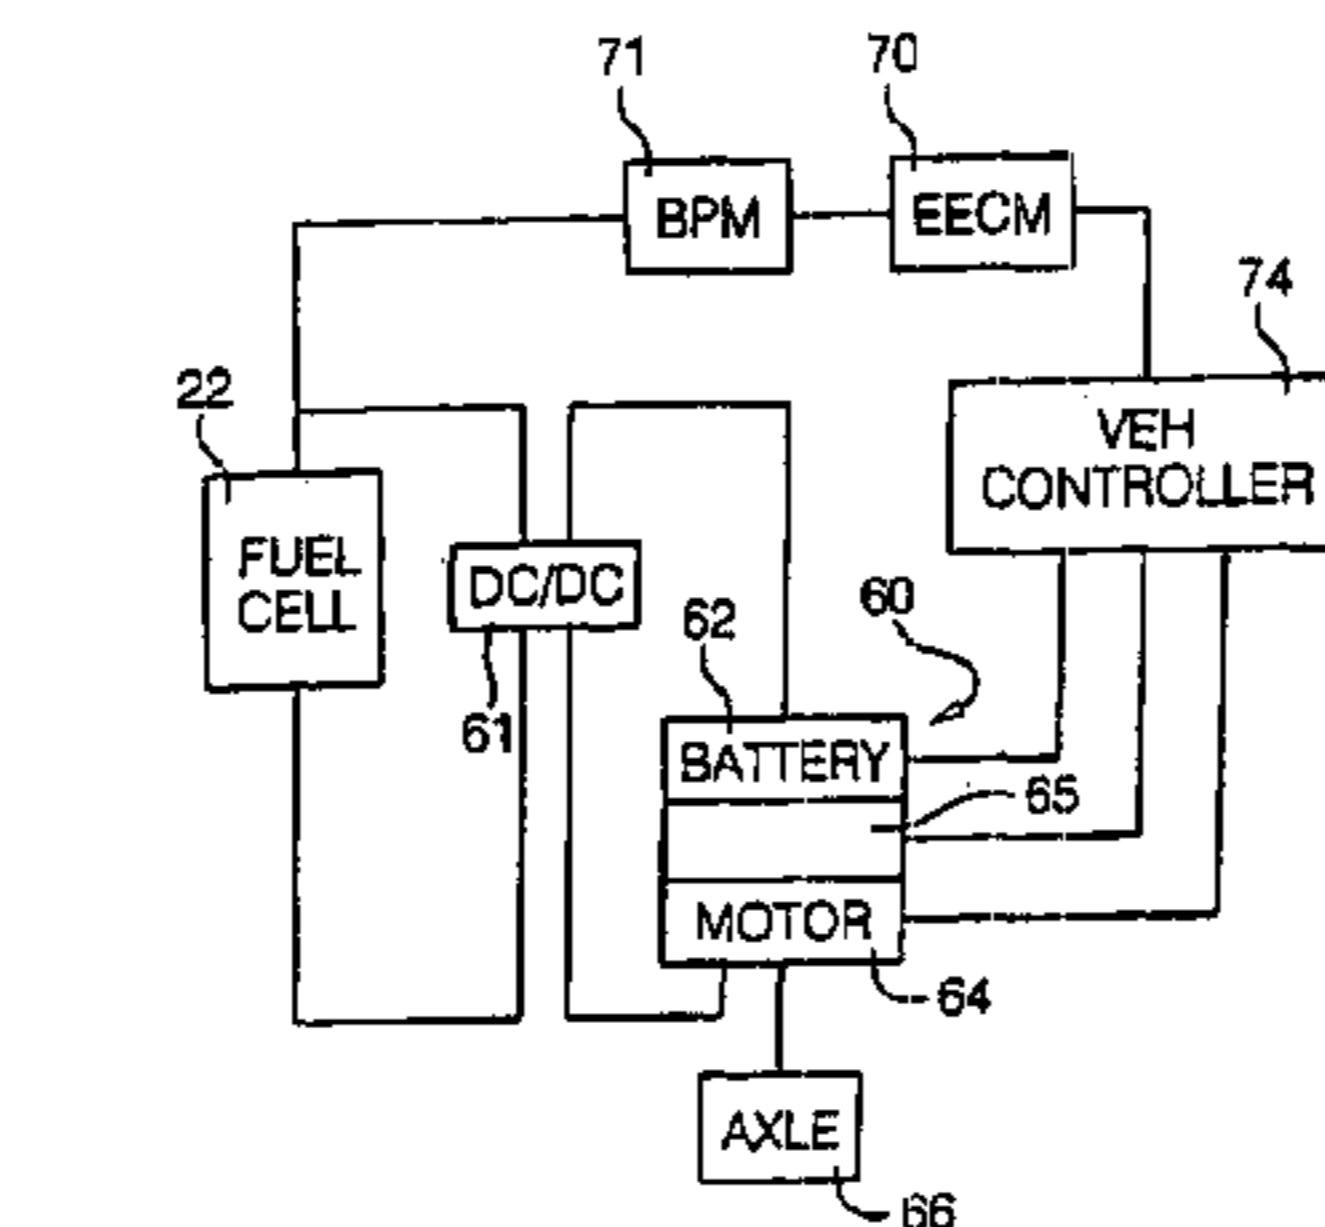 71
70
BPM
EECM
74
22
VEH
CONTROLLER
FUEL
CELL
DC/DC
62
60
61
BATTERY
65
MOTOR
64
AXLE
66